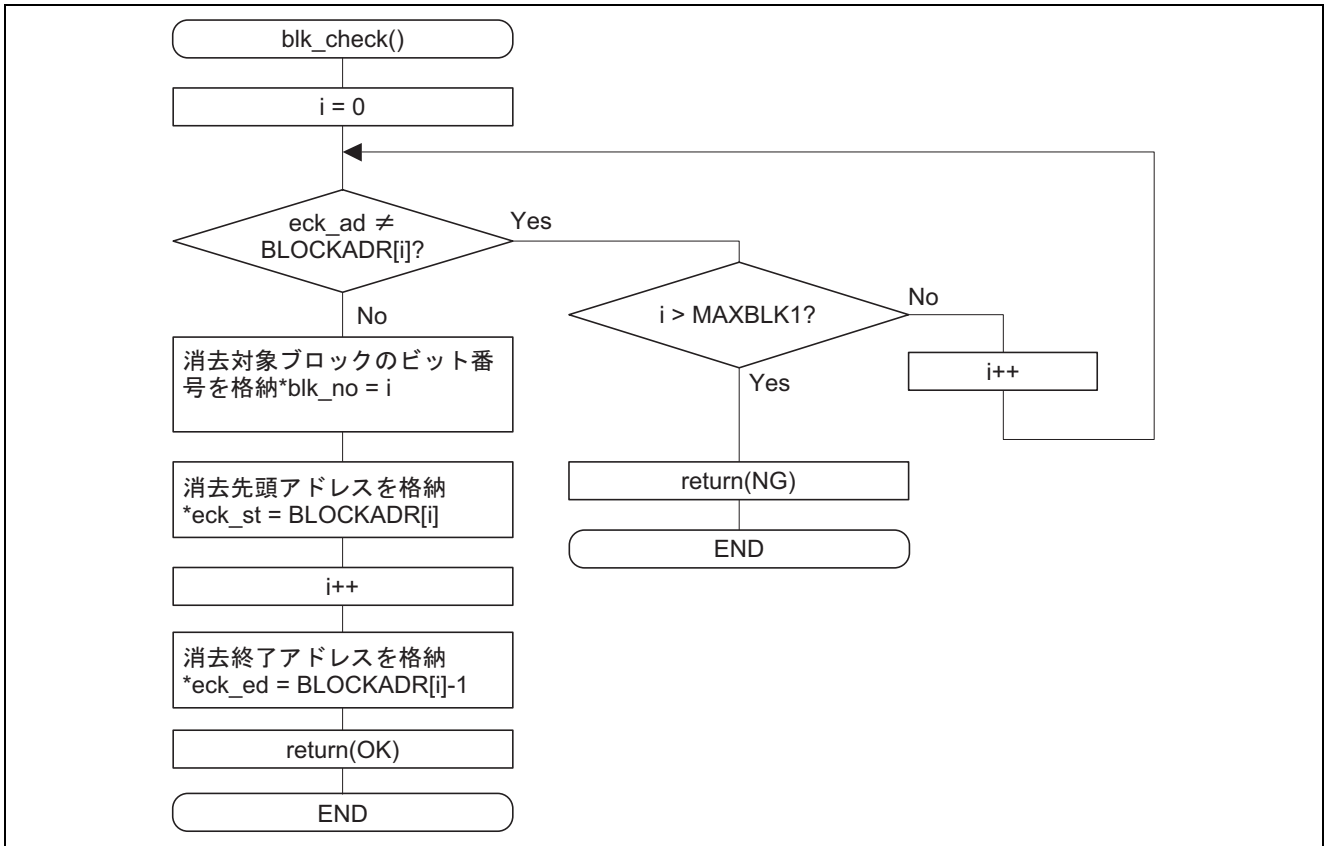 blk_check()
i = 0
eck_ad ≠
BLOCKADR[i]?
Yes
No
消去対象ブロックのビット番
号を格納*blk_no = i
消去先頭アドレスを格納
*eck_st = BLOCKADR[i]
i++
消去終了アドレスを格納
*eck_ed = BLOCKADR[i]-1
return(OK)
END
i > MAXBLK1?
No
i++
Yes
return(NG)
END